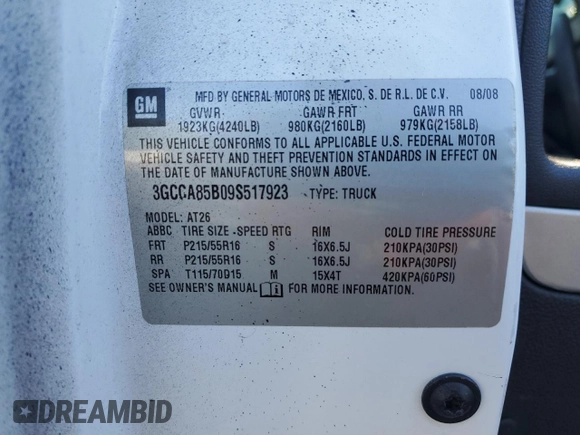 GM
MFD BY GENERAL MOTORS DE MEXICO, S. DE R.L. DE C.V. 08/08
GVWR GAWR FRT GAWR RR
1923KG(4240LB) 980KG(2160LB) 979KG(2158LB)
THIS VEHICLE CONFORMS TO ALL APPLICABLE U.S. FEDERAL MOTOR
VEHICLE SAFETY AND THEFT PREVENTION STANDARDS IN EFFECT ON
THE DATE OF MANUFACTURE SHOWN ABOVE.
3GCCA85B09S517923 TYPE: TRUCK
MODEL: AT26
ABBC TIRE SIZE -SPEED RTG RIM COLD TIRE PRESSURE
FRT P215/55R16 S 16X6.5J 210KPA(30PSI)
RR P215/55R16 S 16X6.5J 210KPA(30PSI)
SPA T115/70D15 M 15X4T 420KPA(60PSI)
SEE OWNER'S MANUAL FOR MORE INFORMATION.
DREAMBID